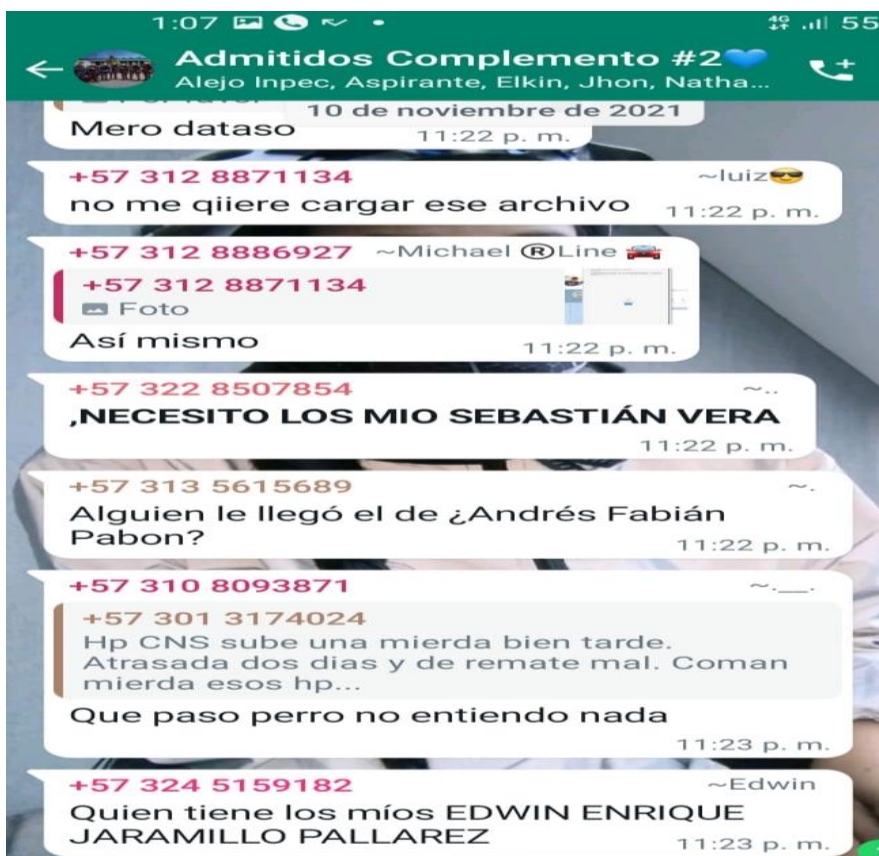 1:07 4G 55
Admitidos Complemento #2💙
Alejo Inpec, Aspirante, Elkin, Jhon, Natha...
10 de noviembre de 2021
Mero dataso 11:22 p. m.
+57 312 8871134 ~luiz😎
no me qiiere cargar ese archivo 11:22 p. m.
+57 312 8886927 ~Michael ®Line 🚘
+57 312 8871134
Foto
Así mismo 11:22 p. m.
+57 322 8507854 ~..
,NECESITO LOS MIO SEBASTIÁN VERA
11:22 p. m.
+57 313 5615689 ~.
Alguien le llegó el de ¿Andrés Fabián
Pabon? 11:22 p. m.
+57 310 8093871 ~.__.
+57 301 3174024
Hp CNS sube una mierda bien tarde.
Atrasada dos dias y de remate mal. Coman
mierda esos hp...
Que paso perro no entiendo nada
11:23 p. m.
+57 324 5159182 ~Edwin
Quien tiene los míos EDWIN ENRIQUE
JARAMILLO PALLAREZ 11:23 p. m.